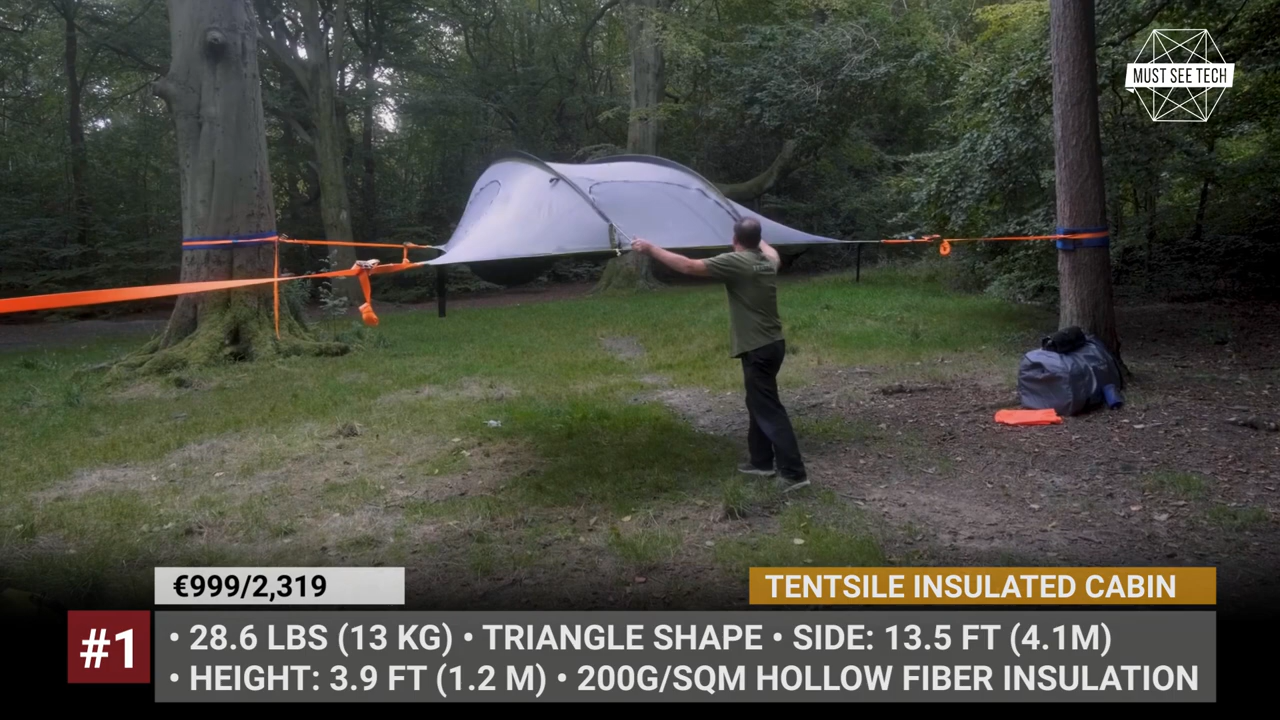 MUST SEE TECH
€999/2,319
TENTSILE INSULATED CABIN
#1
• 28.6 LBS (13 KG) • TRIANGLE SHAPE • SIDE: 13.5 FT (4.1M)
• HEIGHT: 3.9 FT (1.2 M) • 200G/SQM HOLLOW FIBER INSULATION